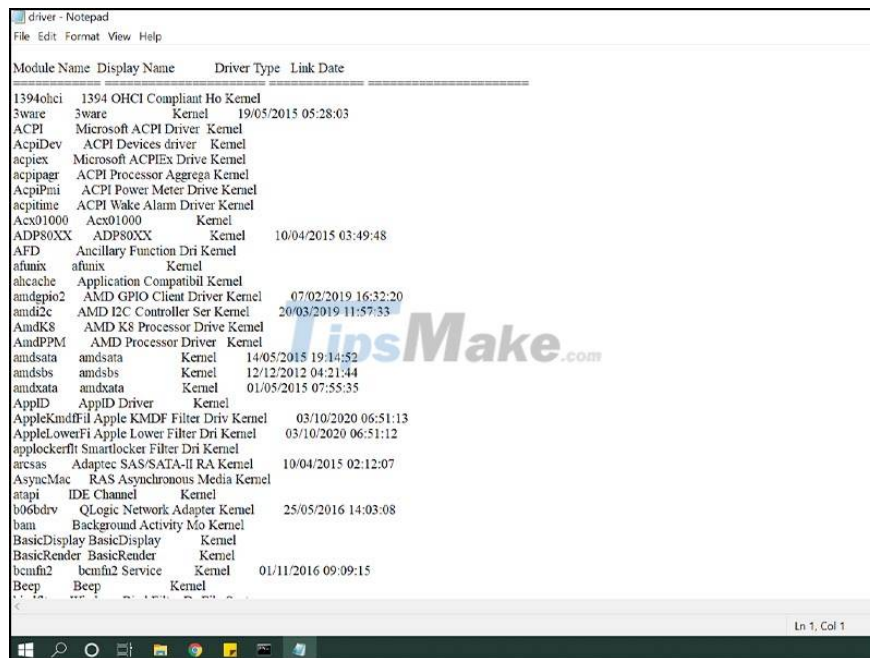 driver - Notepad
File Edit Format View Help
Module Name Display Name Driver Type Link Date
============ ====================== ============= ======================
1394ohci 1394 OHCI Compliant Ho Kernel
3ware 3ware Kernel 19/05/2015 05:28:03
ACPI Microsoft ACPI Driver Kernel
AcpiDev ACPI Devices driver Kernel
acpiex Microsoft ACPIEx Drive Kernel
acpipagr ACPI Processor Aggrega Kernel
AcpiPmi ACPI Power Meter Drive Kernel
acpitime ACPI Wake Alarm Driver Kernel
Acx01000 Acx01000 Kernel
ADP80XX ADP80XX Kernel 10/04/2015 03:49:48
AFD Ancillary Function Dri Kernel
afunix afunix Kernel
ahcache Application Compatibil Kernel
amdgpio2 AMD GPIO Client Driver Kernel 07/02/2019 16:32:20
amdi2c AMD I2C Controller Ser Kernel 20/03/2019 11:57:33
AmdK8 AMD K8 Processor Drive Kernel
AmdPPM AMD Processor Driver Kernel
TipsMake.com
amdsata amdsata Kernel 14/05/2015 19:14:52
amdsbs amdsbs Kernel 12/12/2012 04:21:44
amdxata amdxata Kernel 01/05/2015 07:55:35
AppID AppID Driver Kernel
AppleKmdfFil Apple KMDF Filter Driv Kernel 03/10/2020 06:51:13
AppleLowerFi Apple Lower Filter Dri Kernel 03/10/2020 06:51:12
applockerflt Smartlocker Filter Dri Kernel
arcsas Adaptec SAS/SATA-II RA Kernel 10/04/2015 02:12:07
AsyncMac RAS Asynchronous Media Kernel
atapi IDE Channel Kernel
b06bdrv QLogic Network Adapter Kernel 25/05/2016 14:03:08
bam Background Activity Mo Kernel
BasicDisplay BasicDisplay Kernel
BasicRender BasicRender Kernel
bcmfn2 bcmfn2 Service Kernel 01/11/2016 09:09:15
Beep Beep Kernel
Ln 1, Col 1